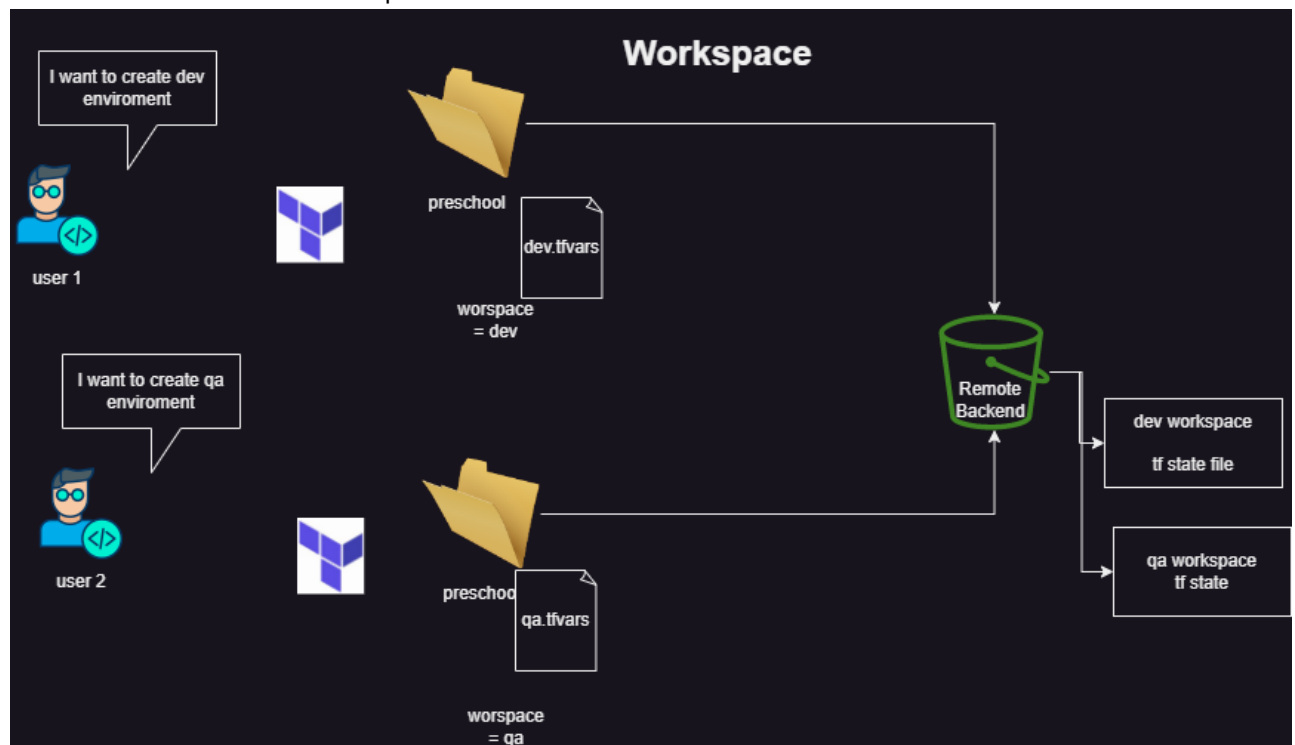 Workspace
I want to create dev
enviroment
preschool
dev.tfvars
user 1
worspace
= dev
I want to create qa
enviroment
Remote
Backend
dev workspace
tf state file
qa workspace
tf state
user 2
preschoo
qa.tfvars
worspace
= qa